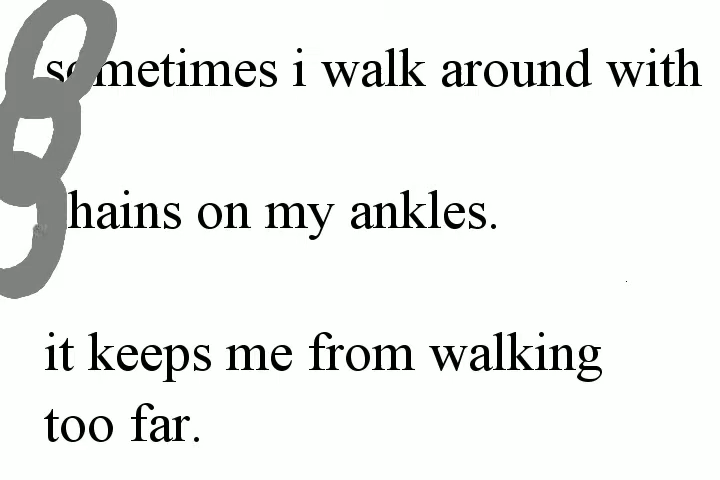 sometimes i walk around with
chains on my ankles.
it keeps me from walking
too far.